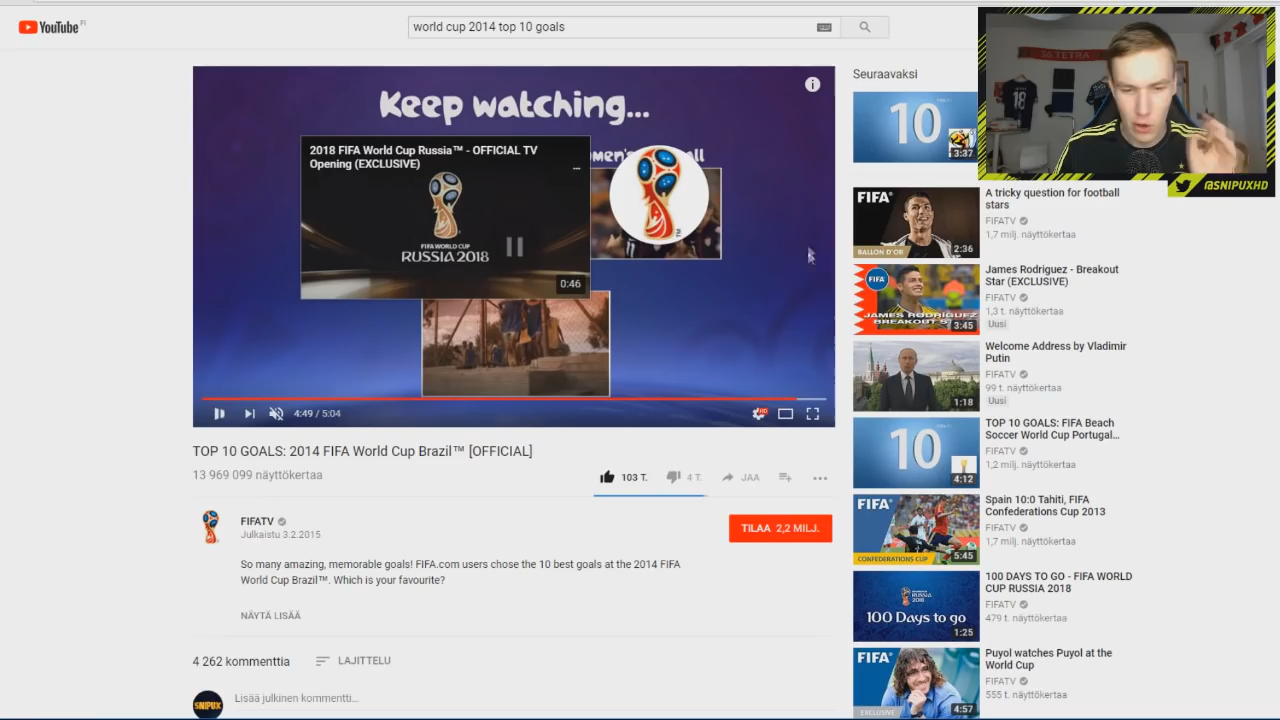 YouTube FI
world cup 2014 top 10 goals
@SNIPUXHD
18
Keep watching...
2018 FIFA World Cup Russia™ - OFFICIAL TV
Opening (EXCLUSIVE)
FIFA WORLD CUP
RUSSIA 2018
0:46
4:49 / 5:04
HD
TOP 10 GOALS: 2014 FIFA World Cup Brazil™ [OFFICIAL]
13 969 099 näyttökertaa
103 T.
4 T.
JAA
FIFATV
Julkaistu 3.2.2015
TILAA 2,2 MILJ.
So many amazing, memorable goals! FIFA.com users chose the 10 best goals at the 2014 FIFA
World Cup Brazil™. Which is your favourite?
NÄYTÄ LISÄÄ
4 262 kommenttia
LAJITTELU
SNIPUX
Lisää julkinen kommentti...
Seuraavaksi
10
3:37
FIFA
BALLON D'OR
2:36
A tricky question for football
stars
FIFATV
1,7 milj. näyttökertaa
FIFA
JAMES RODRIGUEZ
3:45
James Rodriguez - Breakout
Star (EXCLUSIVE)
FIFATV
1,3 t. näyttökertaa
Uusi
1:18
Welcome Address by Vladimir
Putin
FIFATV
99 t. näyttökertaa
Uusi
10
4:12
TOP 10 GOALS: FIFA Beach
Soccer World Cup Portugal...
FIFATV
1,2 milj. näyttökertaa
FIFA
CONFEDERATIONS CUP
5:45
Spain 10:0 Tahiti, FIFA
Confederations Cup 2013
FIFATV
1,7 milj. näyttökertaa
RUSSIA
2018
100 Days to go
1:25
100 DAYS TO GO - FIFA WORLD
CUP RUSSIA 2018
FIFATV
479 t. näyttökertaa
FIFA
EXCLUSIVE
4:57
Puyol watches Puyol at the
World Cup
FIFATV
555 t. näyttökertaa